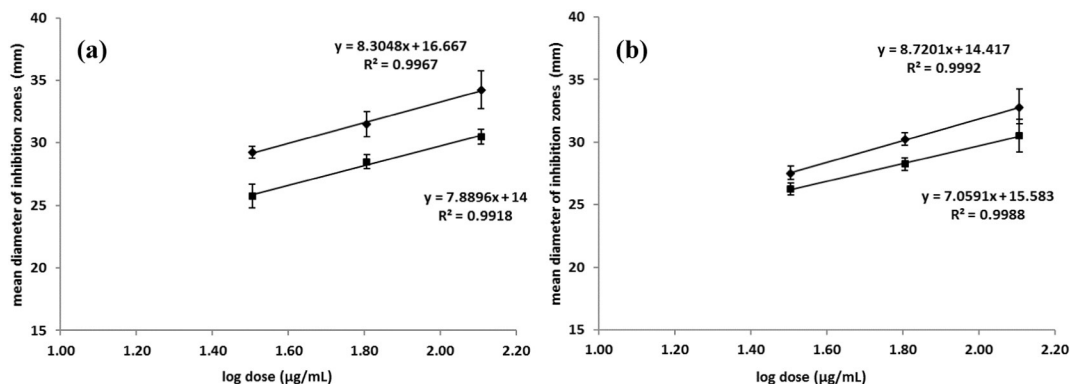 (a)
mean diameter of inhibition zones (mm)
40
35
30
25
20
15
y = 8.3048x + 16.667
R² = 0.9967
y = 7.8896x + 14
R² = 0.9918
1.00 1.20 1.40 1.60 1.80 2.00 2.20
log dose (µg/mL)
(b)
mean diameter of inhibition zones (mm)
40
35
30
25
20
15
y = 8.7201x + 14.417
R² = 0.9992
y = 7.0591x + 15.583
R² = 0.9988
1.00 1.20 1.40 1.60 1.80 2.00 2.20
log dose (µg/mL)